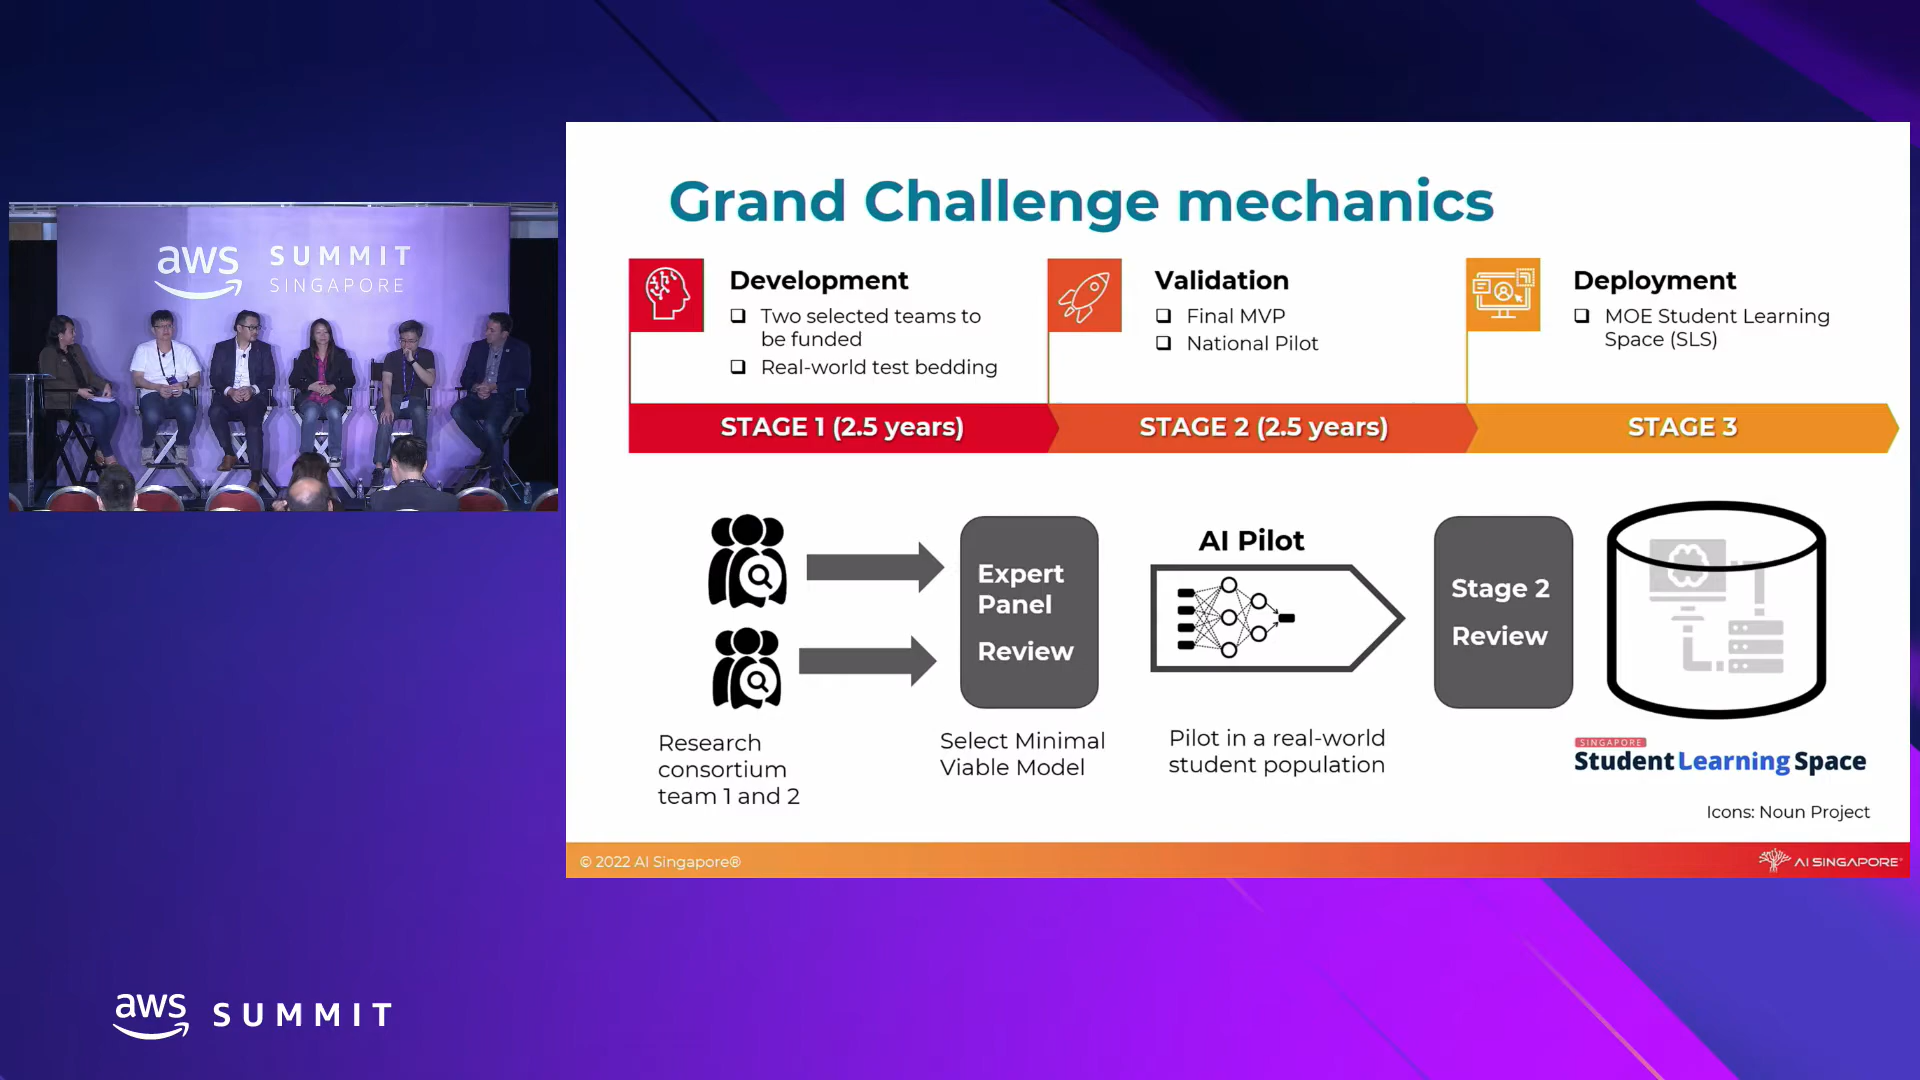 aws SUMMIT
SINGAPORE
Grand Challenge mechanics
Development
❑ Two selected teams to
be funded
❑ Real-world test bedding
Validation
❑ Final MVP
❑ National Pilot
Deployment
❑ MOE Student Learning
Space (SLS)
STAGE 1 (2.5 years)
STAGE 2 (2.5 years)
STAGE 3
Research
consortium
team 1 and 2
Expert
Panel
Review
Select Minimal
Viable Model
AI Pilot
Pilot in a real-world
student population
Stage 2
Review
SINGAPORE
Student Learning Space
Icons: Noun Project
© 2022 AI Singapore®
AI SINGAPORE
aws SUMMIT